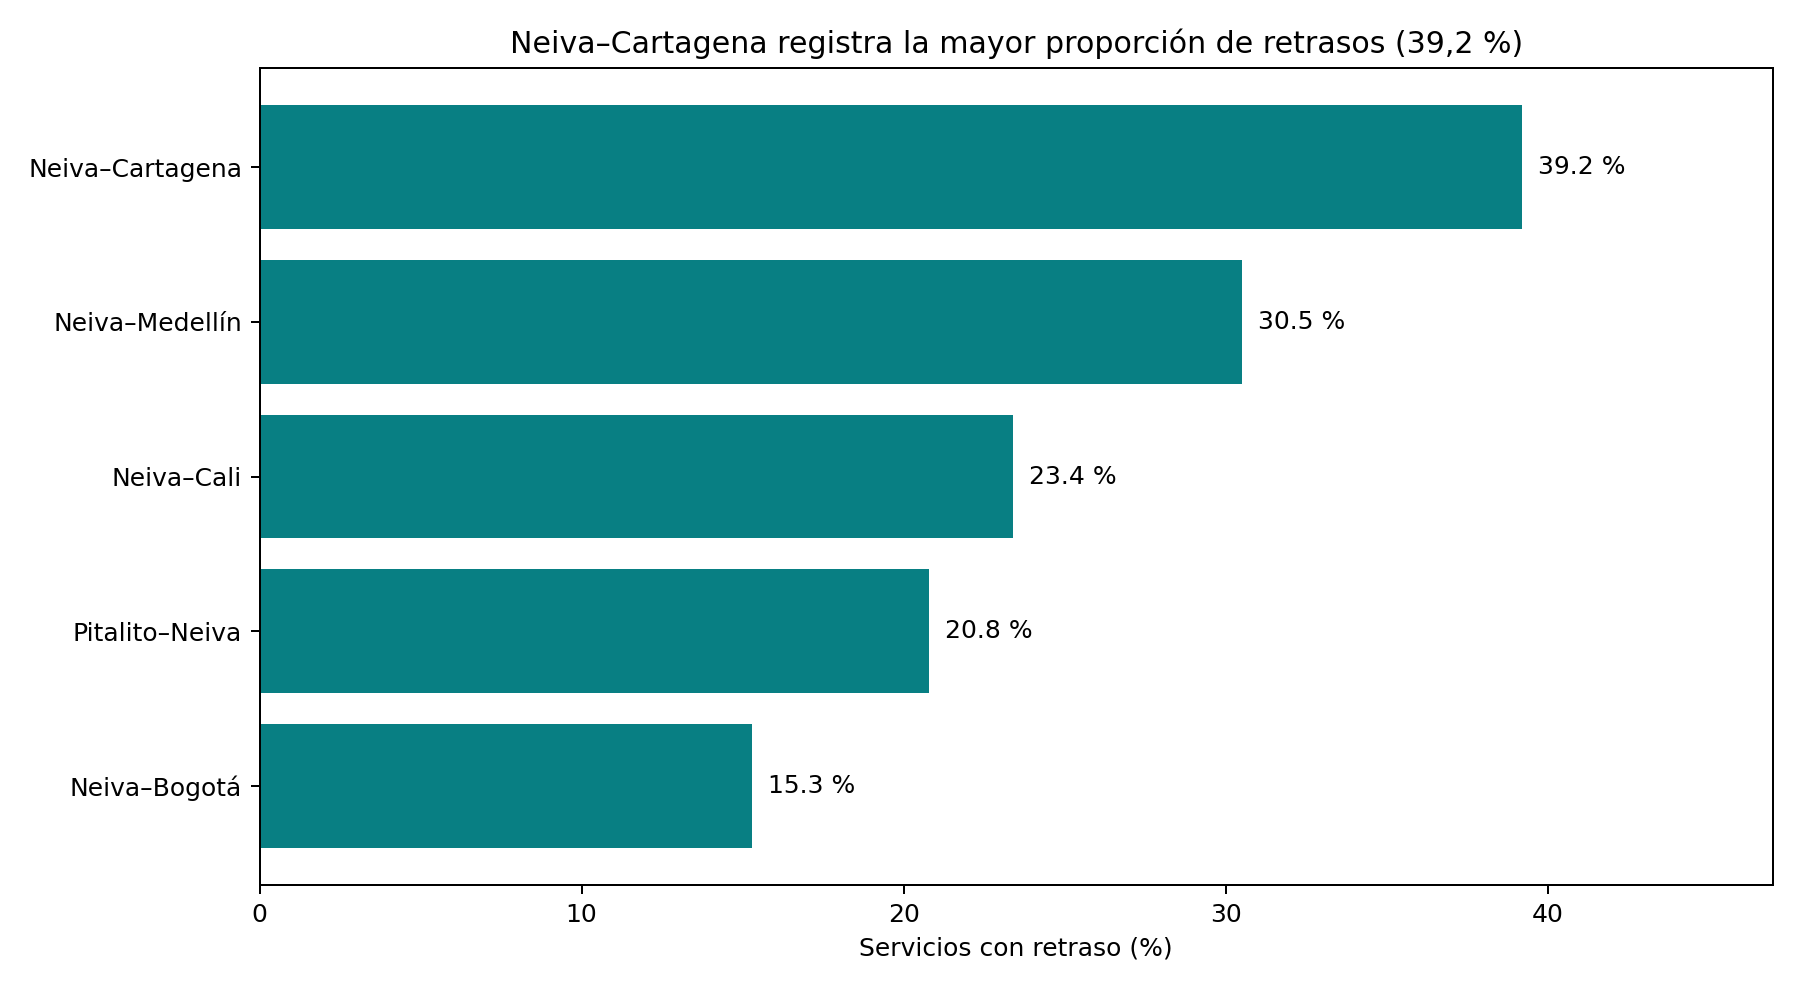 Neiva–Cartagena registra la mayor proporción de retrasos (39,2 %)
Neiva–Cartagena
39.2 %
Neiva–Medellín
30.5 %
Neiva–Cali
23.4 %
Pitalito–Neiva
20.8 %
Neiva–Bogotá
15.3 %
0 10 20 30 40
Servicios con retraso (%)